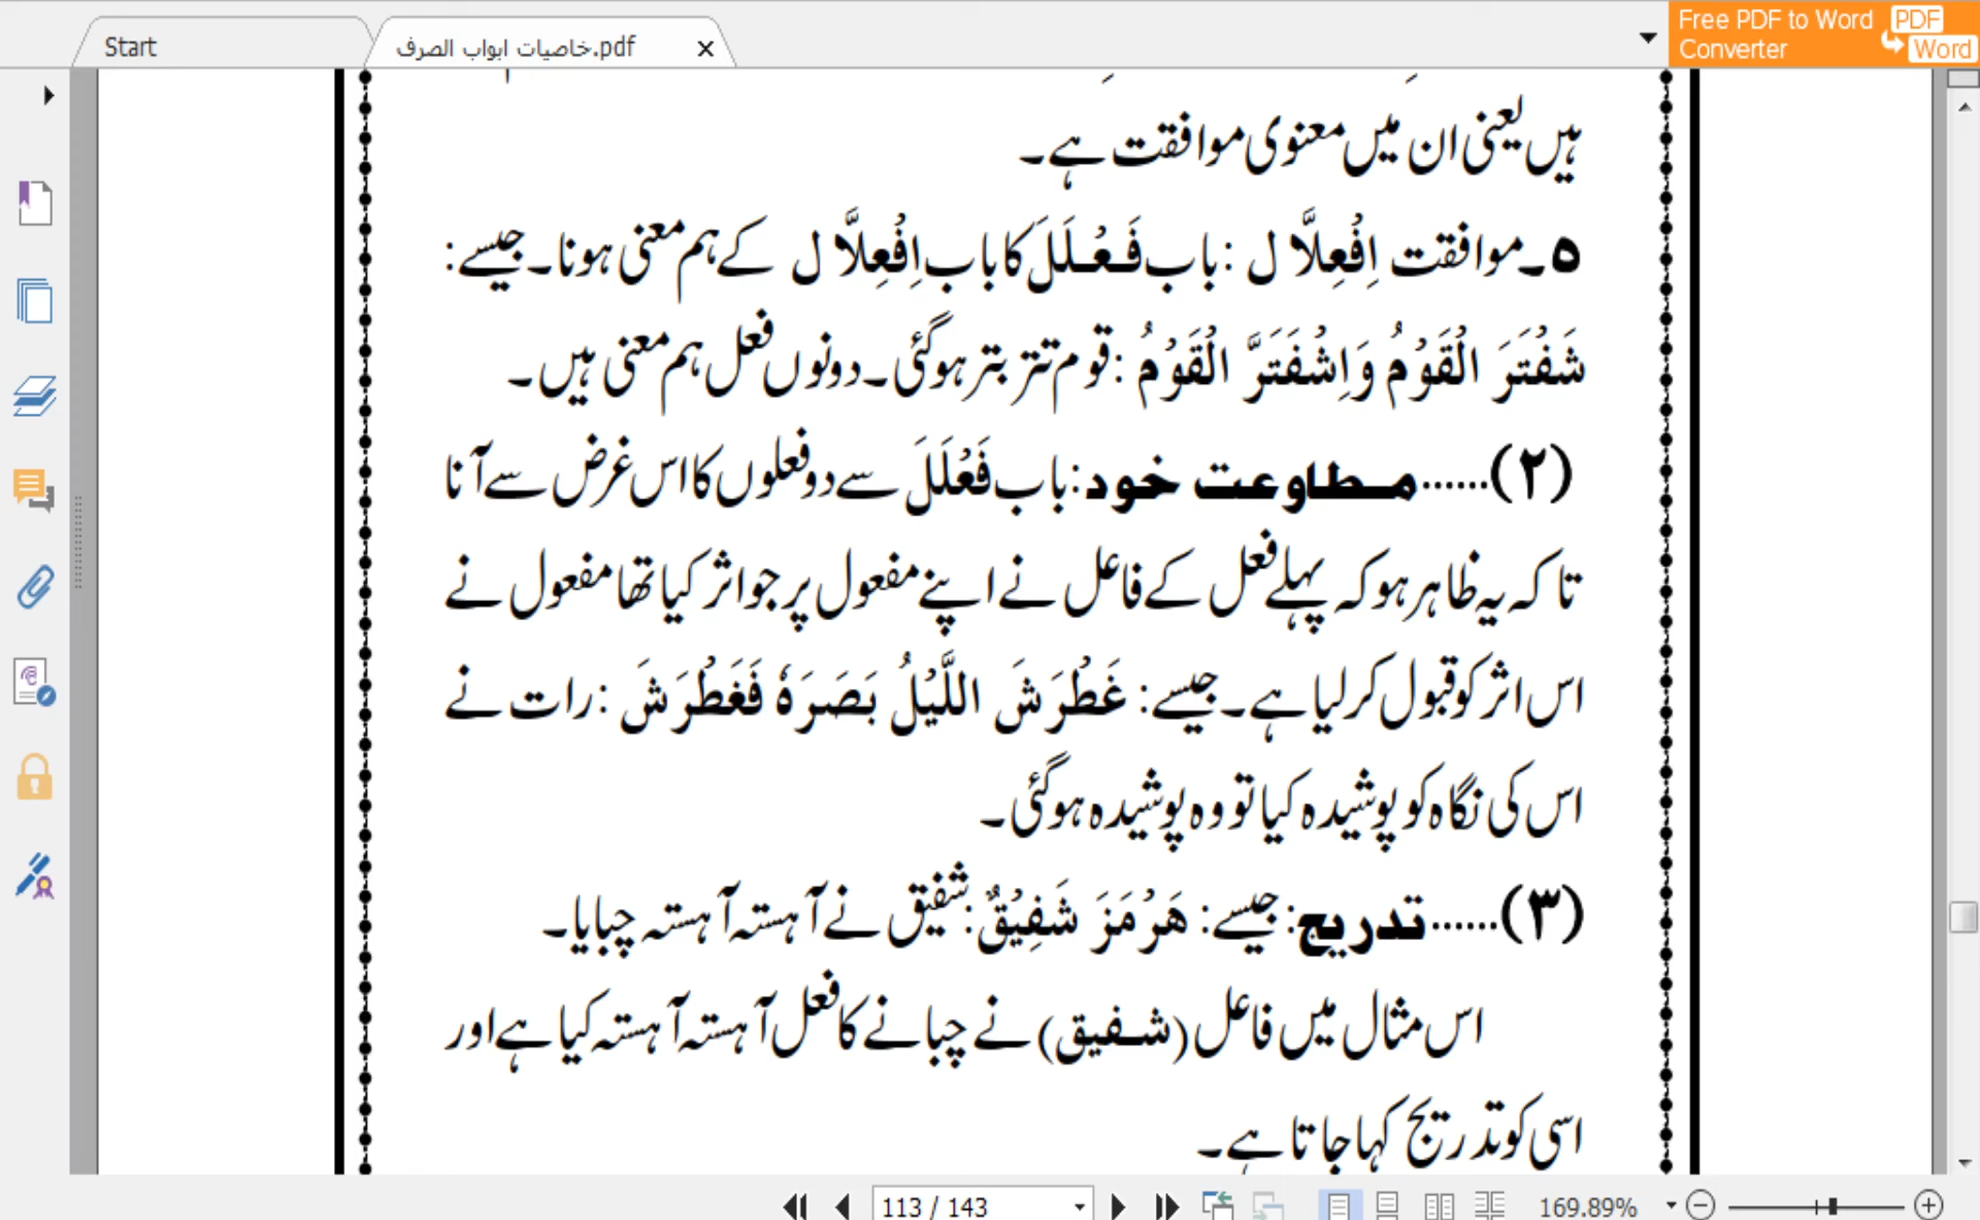 Start
خاصیات ابواب الصرف.pdf
Free PDF to Word Converter
PDF
Word
ہیں یعنی ان میں معنوی موافقت ہے۔
۵۔موافقت اِفْعِلاَّ ل :باب فَعْلَلَ کا باب اِفْعِلاَّ ل کے ہم معنی ہونا۔جیسے:
شَفْتَرَ الْقَوْمُ وَاِشْفَتَرَّ الْقَوْمُ :قوم تتر بتر ہوگئی۔دونوں فعل ہم معنی ہیں۔
(۲)......مطاوعت خود:باب فَعْلَلَ سے دو فعلوں کا اس غرض سے آنا
تاکہ یہ ظاہر ہو کہ پہلے فعل کے فاعل نے اپنے مفعول پر جو اثر کیا تھا مفعول نے
اس اثر کو قبول کرلیا ہے۔جیسے: غَطْرَشَ اللَّیْلُ بَصَرَہٗ فَغَطْرَشَ :رات نے
اس کی نگاہ کو پوشیدہ کیا تو وہ پوشیدہ ہوگئی۔
(۳)......تدریج:جیسے: هَرْمَزَ شَفِیْقٌ:شفیق نے آہستہ آہستہ چبایا۔
اس مثال میں فاعل (شفیق) نے چبانے کا فعل آہستہ آہستہ کیا ہے اور
اسی کو تدریج کہا جاتا ہے۔
113 / 143
169.89%